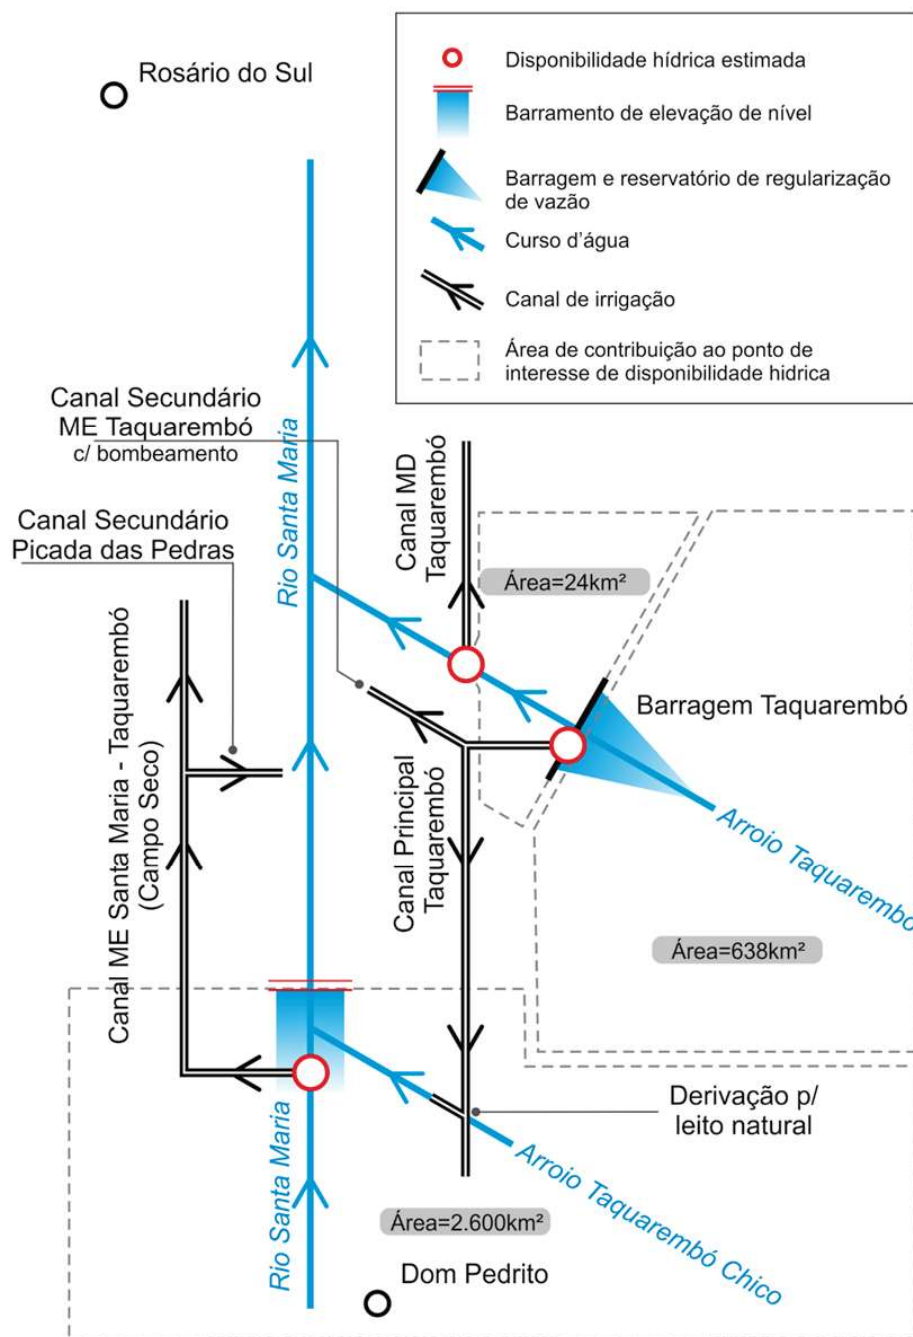 Rosário do Sul
Disponibilidade hídrica estimada
Barramento de elevação de nível
Barragem e reservatório de regularização
de vazão
Curso d'água
Canal de irrigação
Área de contribuição ao ponto de
interesse de disponibilidade hidrica
Canal Secundário
ME Taquarembó
c/ bombeamento
Rio Santa Maria
Canal MD
Taquarembó
Canal Secundário
Picada das Pedras
Área=24km²
Canal ME Santa Maria - Taquarembó
(Campo Seco)
Barragem Taquarembó
Canal Principal
Taquarembó
Arroio Taquarembó
Área=638km²
Derivação p/
leito natural
Rio Santa Maria
Arroio Taquarembó Chico
Área=2.600km²
Dom Pedrito